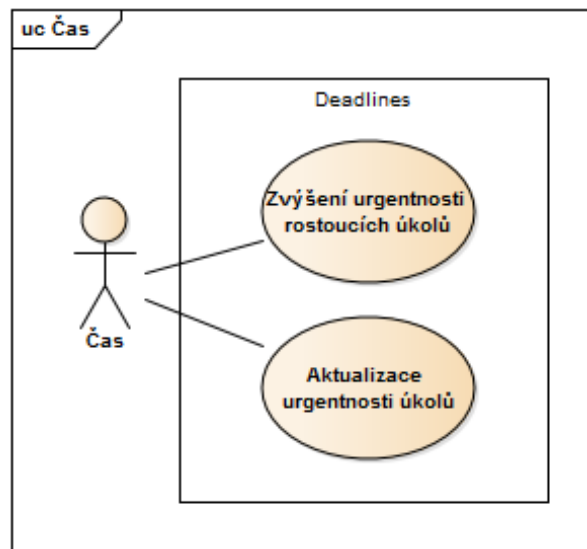 uc Čas
Deadlines
Zvýšení urgentnosti
rostoucích úkolů
Čas
Aktualizace
urgentnosti úkolů